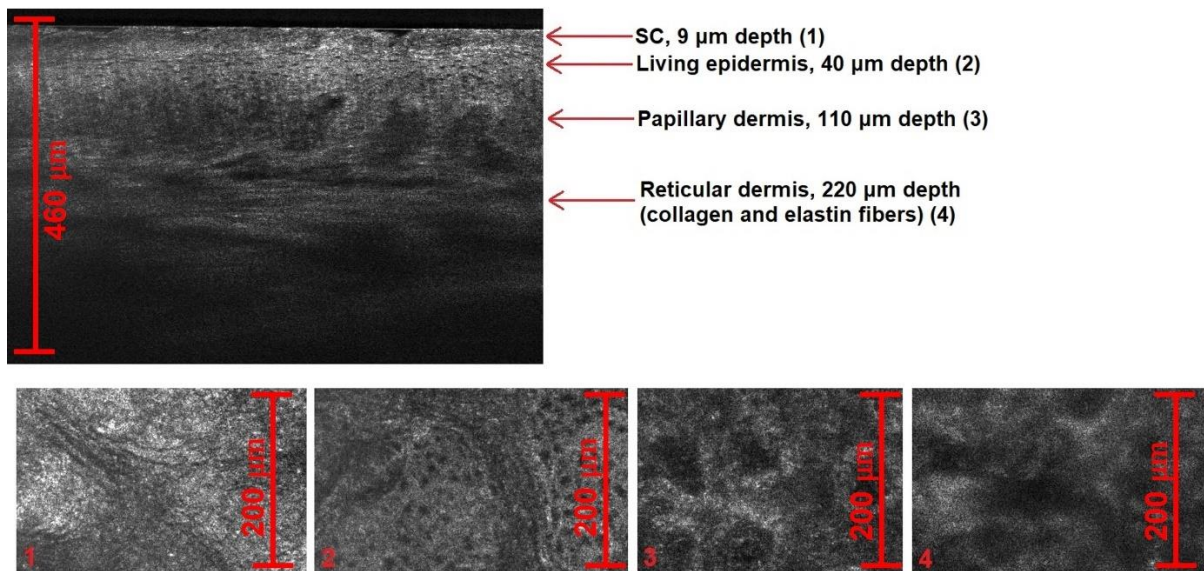 SC, 9 µm depth (1)
Living epidermis, 40 µm depth (2)
Papillary dermis, 110 µm depth (3)
Reticular dermis, 220 µm depth
(collagen and elastin fibers) (4)
460 µm
1
200 µm
2
200 µm
3
200 µm
4
200 µm